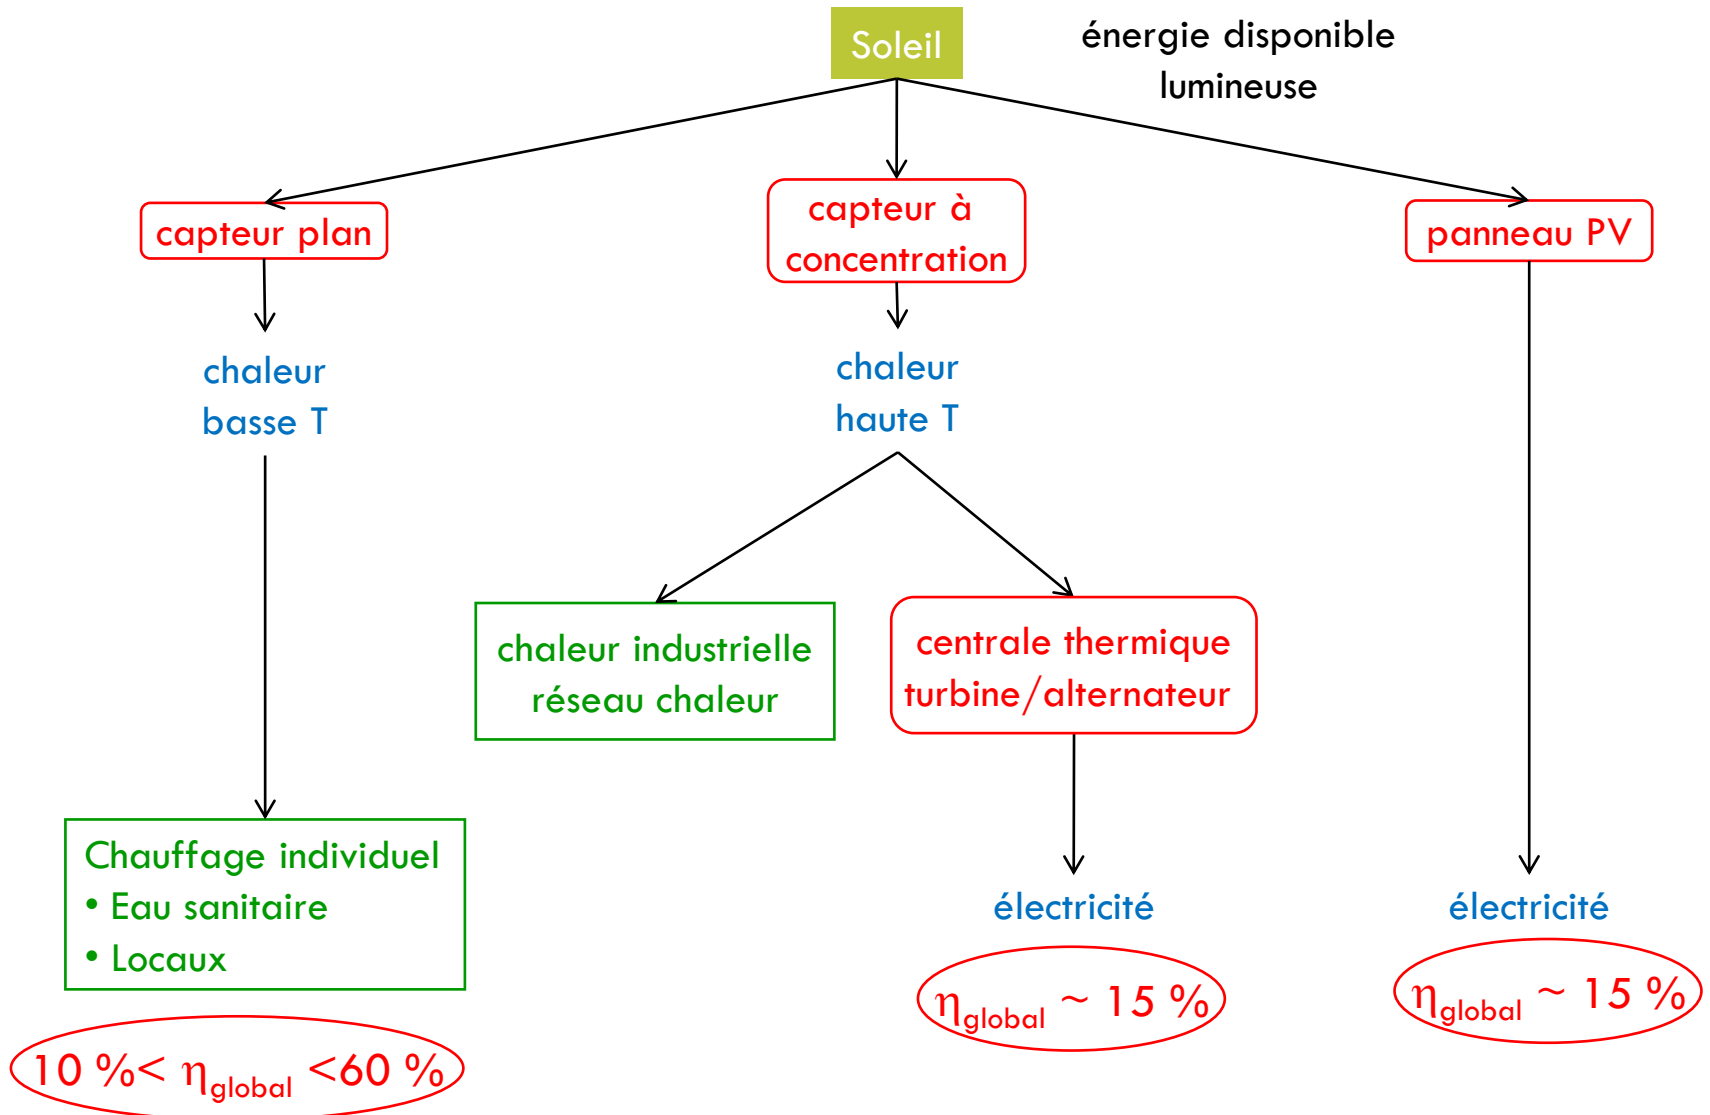 Soleil
énergie disponible
lumineuse
capteur plan
capteur à
concentration
panneau PV
chaleur
basse T
chaleur
haute T
chaleur industrielle
réseau chaleur
centrale thermique
turbine/alternateur
Chauffage individuel
• Eau sanitaire
• Locaux
électricité
électricité
10 %< ηglobal <60 %
ηglobal ~ 15 %
ηglobal ~ 15 %